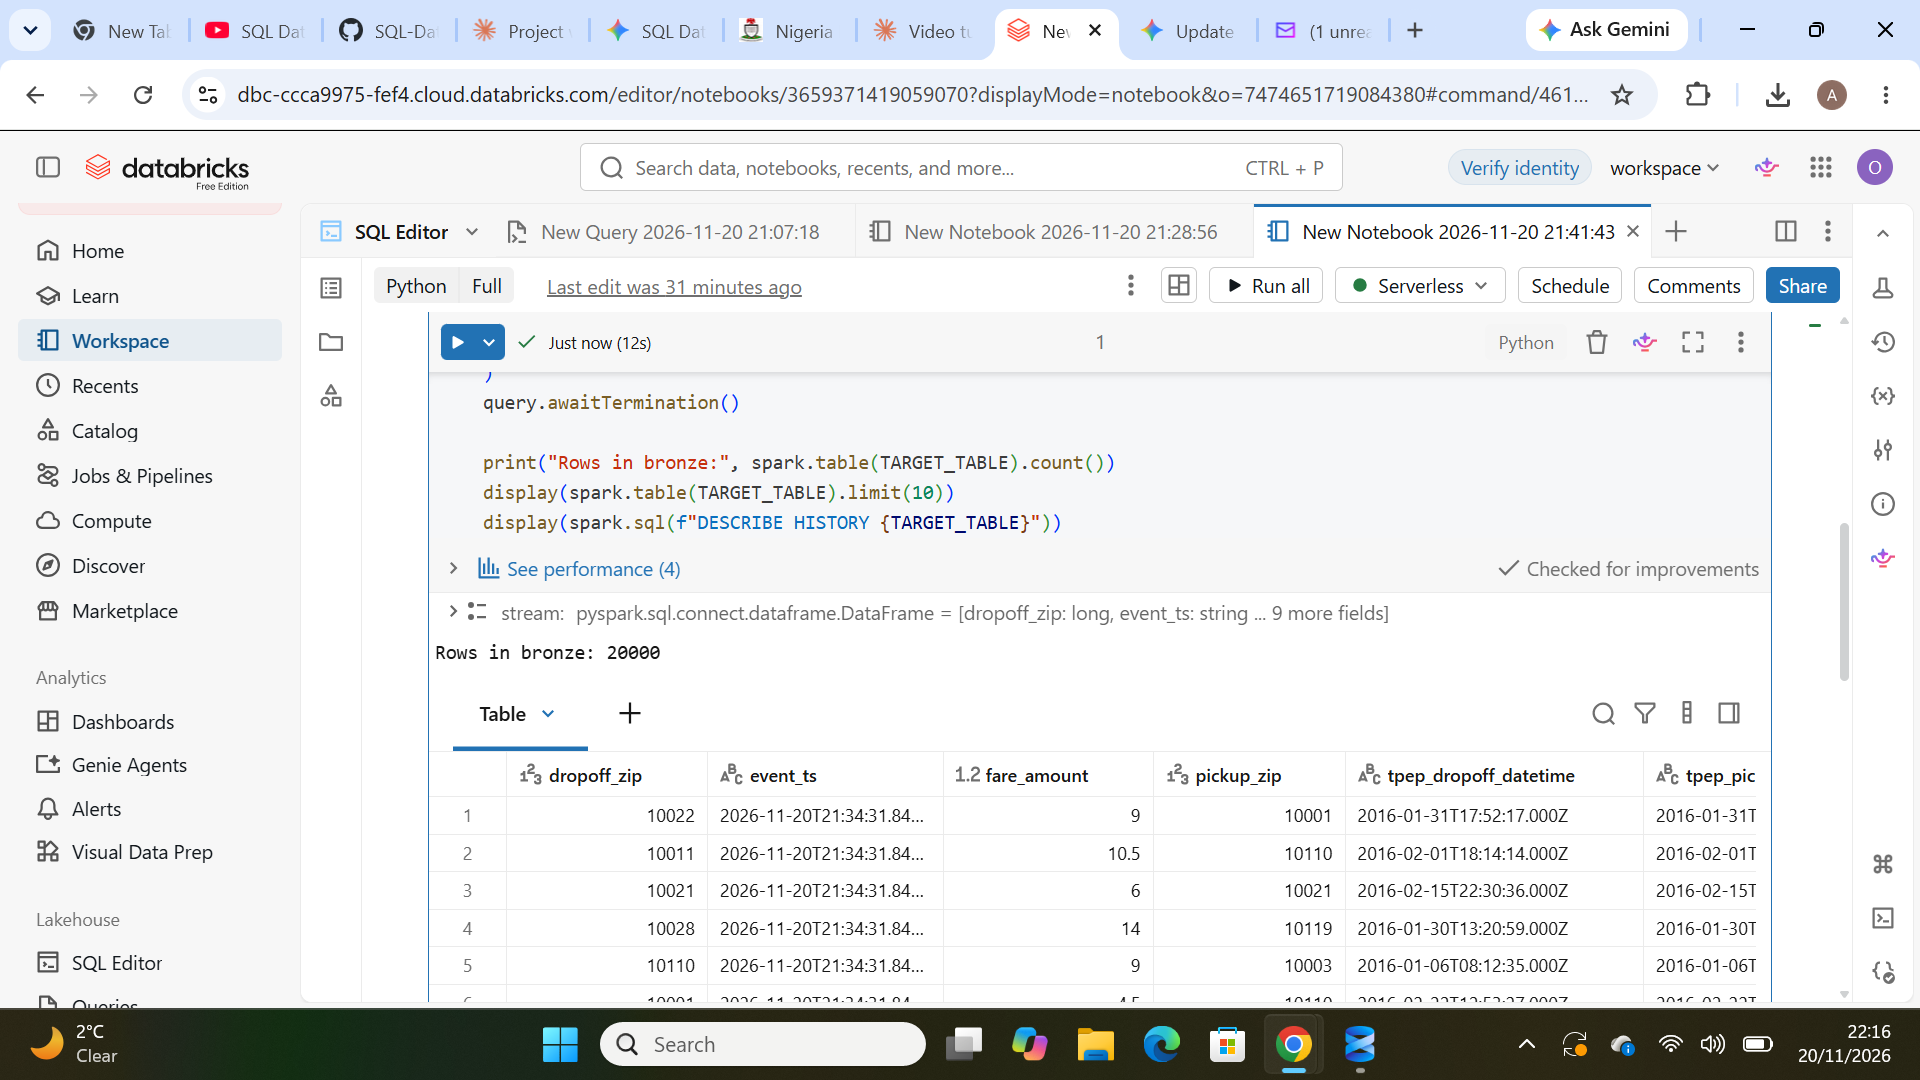 New Tab
SQL Dat
SQL-Dat
Project
SQL Dat
Nigeria
Video tu
Nev
Update
(1 unrea
Ask Gemini
dbc-ccca9975-fef4.cloud.databricks.com/editor/notebooks/3659371419059070?displayMode=notebook&o=7474651719084380#command/461...
A
databricks
Free Edition
Search data, notebooks, recents, and more...
CTRL + P
Verify identity
workspace
O
SQL Editor
New Query 2026-11-20 21:07:18
New Notebook 2026-11-20 21:28:56
New Notebook 2026-11-20 21:41:43
Home
Learn
Workspace
Recents
Catalog
Jobs & Pipelines
Compute
Discover
Marketplace
Analytics
Dashboards
Genie Agents
Alerts
Visual Data Prep
Lakehouse
SQL Editor
Queries
Python Full
Last edit was 31 minutes ago
Run all
Serverless
Schedule
Comments
Share
Just now (12s)
1
Python
)
query.awaitTermination()
print("Rows in bronze:", spark.table(TARGET_TABLE).count())
display(spark.table(TARGET_TABLE).limit(10))
display(spark.sql(f"DESCRIBE HISTORY {TARGET_TABLE}"))
See performance (4)
Checked for improvements
stream: pyspark.sql.connect.dataframe.DataFrame = [dropoff_zip: long, event_ts: string ... 9 more fields]
Rows in bronze: 20000
Table
dropoff_zip event_ts 1.2 fare_amount pickup_zip tpep_dropoff_datetime tpep_pic
1 10022 2026-11-20T21:34:31.84... 9 10001 2016-01-31T17:52:17.000Z 2016-01-31T
2 10011 2026-11-20T21:34:31.84... 10.5 10110 2016-02-01T18:14:14.000Z 2016-02-01T
3 10021 2026-11-20T21:34:31.84... 6 10021 2016-02-15T22:30:36.000Z 2016-02-15T
4 10028 2026-11-20T21:34:31.84... 14 10119 2016-01-30T13:20:59.000Z 2016-01-30T
5 10110 2026-11-20T21:34:31.84... 9 10003 2016-01-06T08:12:35.000Z 2016-01-06T
2°C
Clear
Search
22:16
20/11/2026